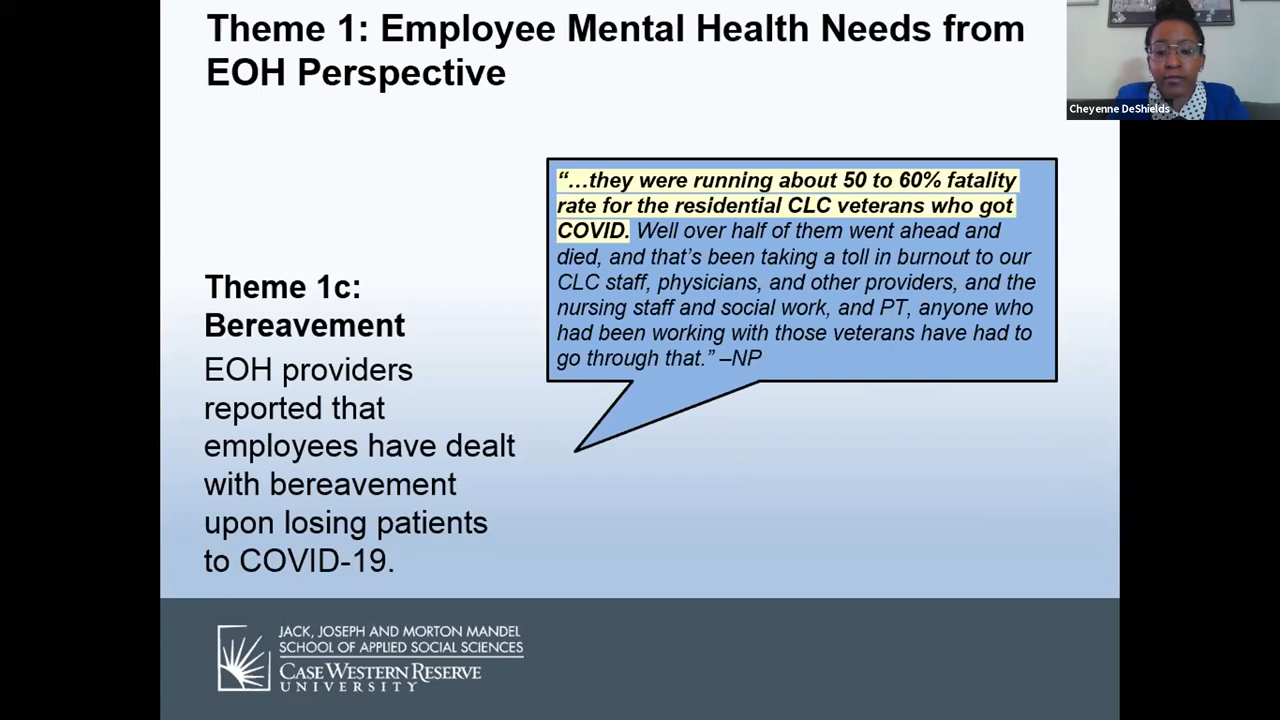 Theme 1: Employee Mental Health Needs from
EOH Perspective
Cheyenne DeShields
“…they were running about 50 to 60% fatality
rate for the residential CLC veterans who got
COVID. Well over half of them went ahead and
died, and that’s been taking a toll in burnout to our
CLC staff, physicians, and other providers, and the
nursing staff and social work, and PT, anyone who
had been working with those veterans have had to
go through that.” –NP
Theme 1c:
Bereavement
EOH providers
reported that
employees have dealt
with bereavement
upon losing patients
to COVID-19.
JACK, JOSEPH AND MORTON MANDEL
SCHOOL OF APPLIED SOCIAL SCIENCES
CASE WESTERN RESERVE
UNIVERSITY